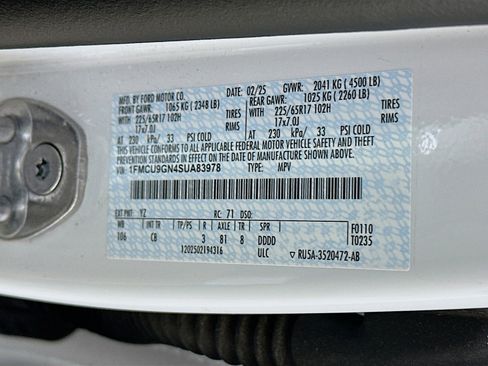 MFD. BY FORD MOTOR CO. DATE: 02/25 GVWR: 2041 KG (4500 LB)
FRONT GAWR: 1065 KG (2348 LB) REAR GAWR: 1025 KG (2260 LB)
WITH 225/65R17 102H TIRES WITH 225/65R17 102H TIRES
17x7.0J RIMS 17x7.0J RIMS
AT 230 kPa/ 33 PSI COLD AT 230 kPa/ 33 PSI COLD
THIS VEHICLE CONFORMS TO ALL APPLICABLE FEDERAL MOTOR VEHICLE SAFETY AND THEFT
PREVENTION STANDARDS IN EFFECT ON THE DATE OF MANUFACTURE SHOWN ABOVE.
VIN: 1FMCU9GN4SUA83978 TYPE: MPV
EXT PNT: YZ RC: 71 DSO: F0110
WB INT TR TP/PS R AXLE TR SPR T0235
106 CB 3 81 8 DDDD
1202502194316 ULC ▽ RU5A-3520472-AB